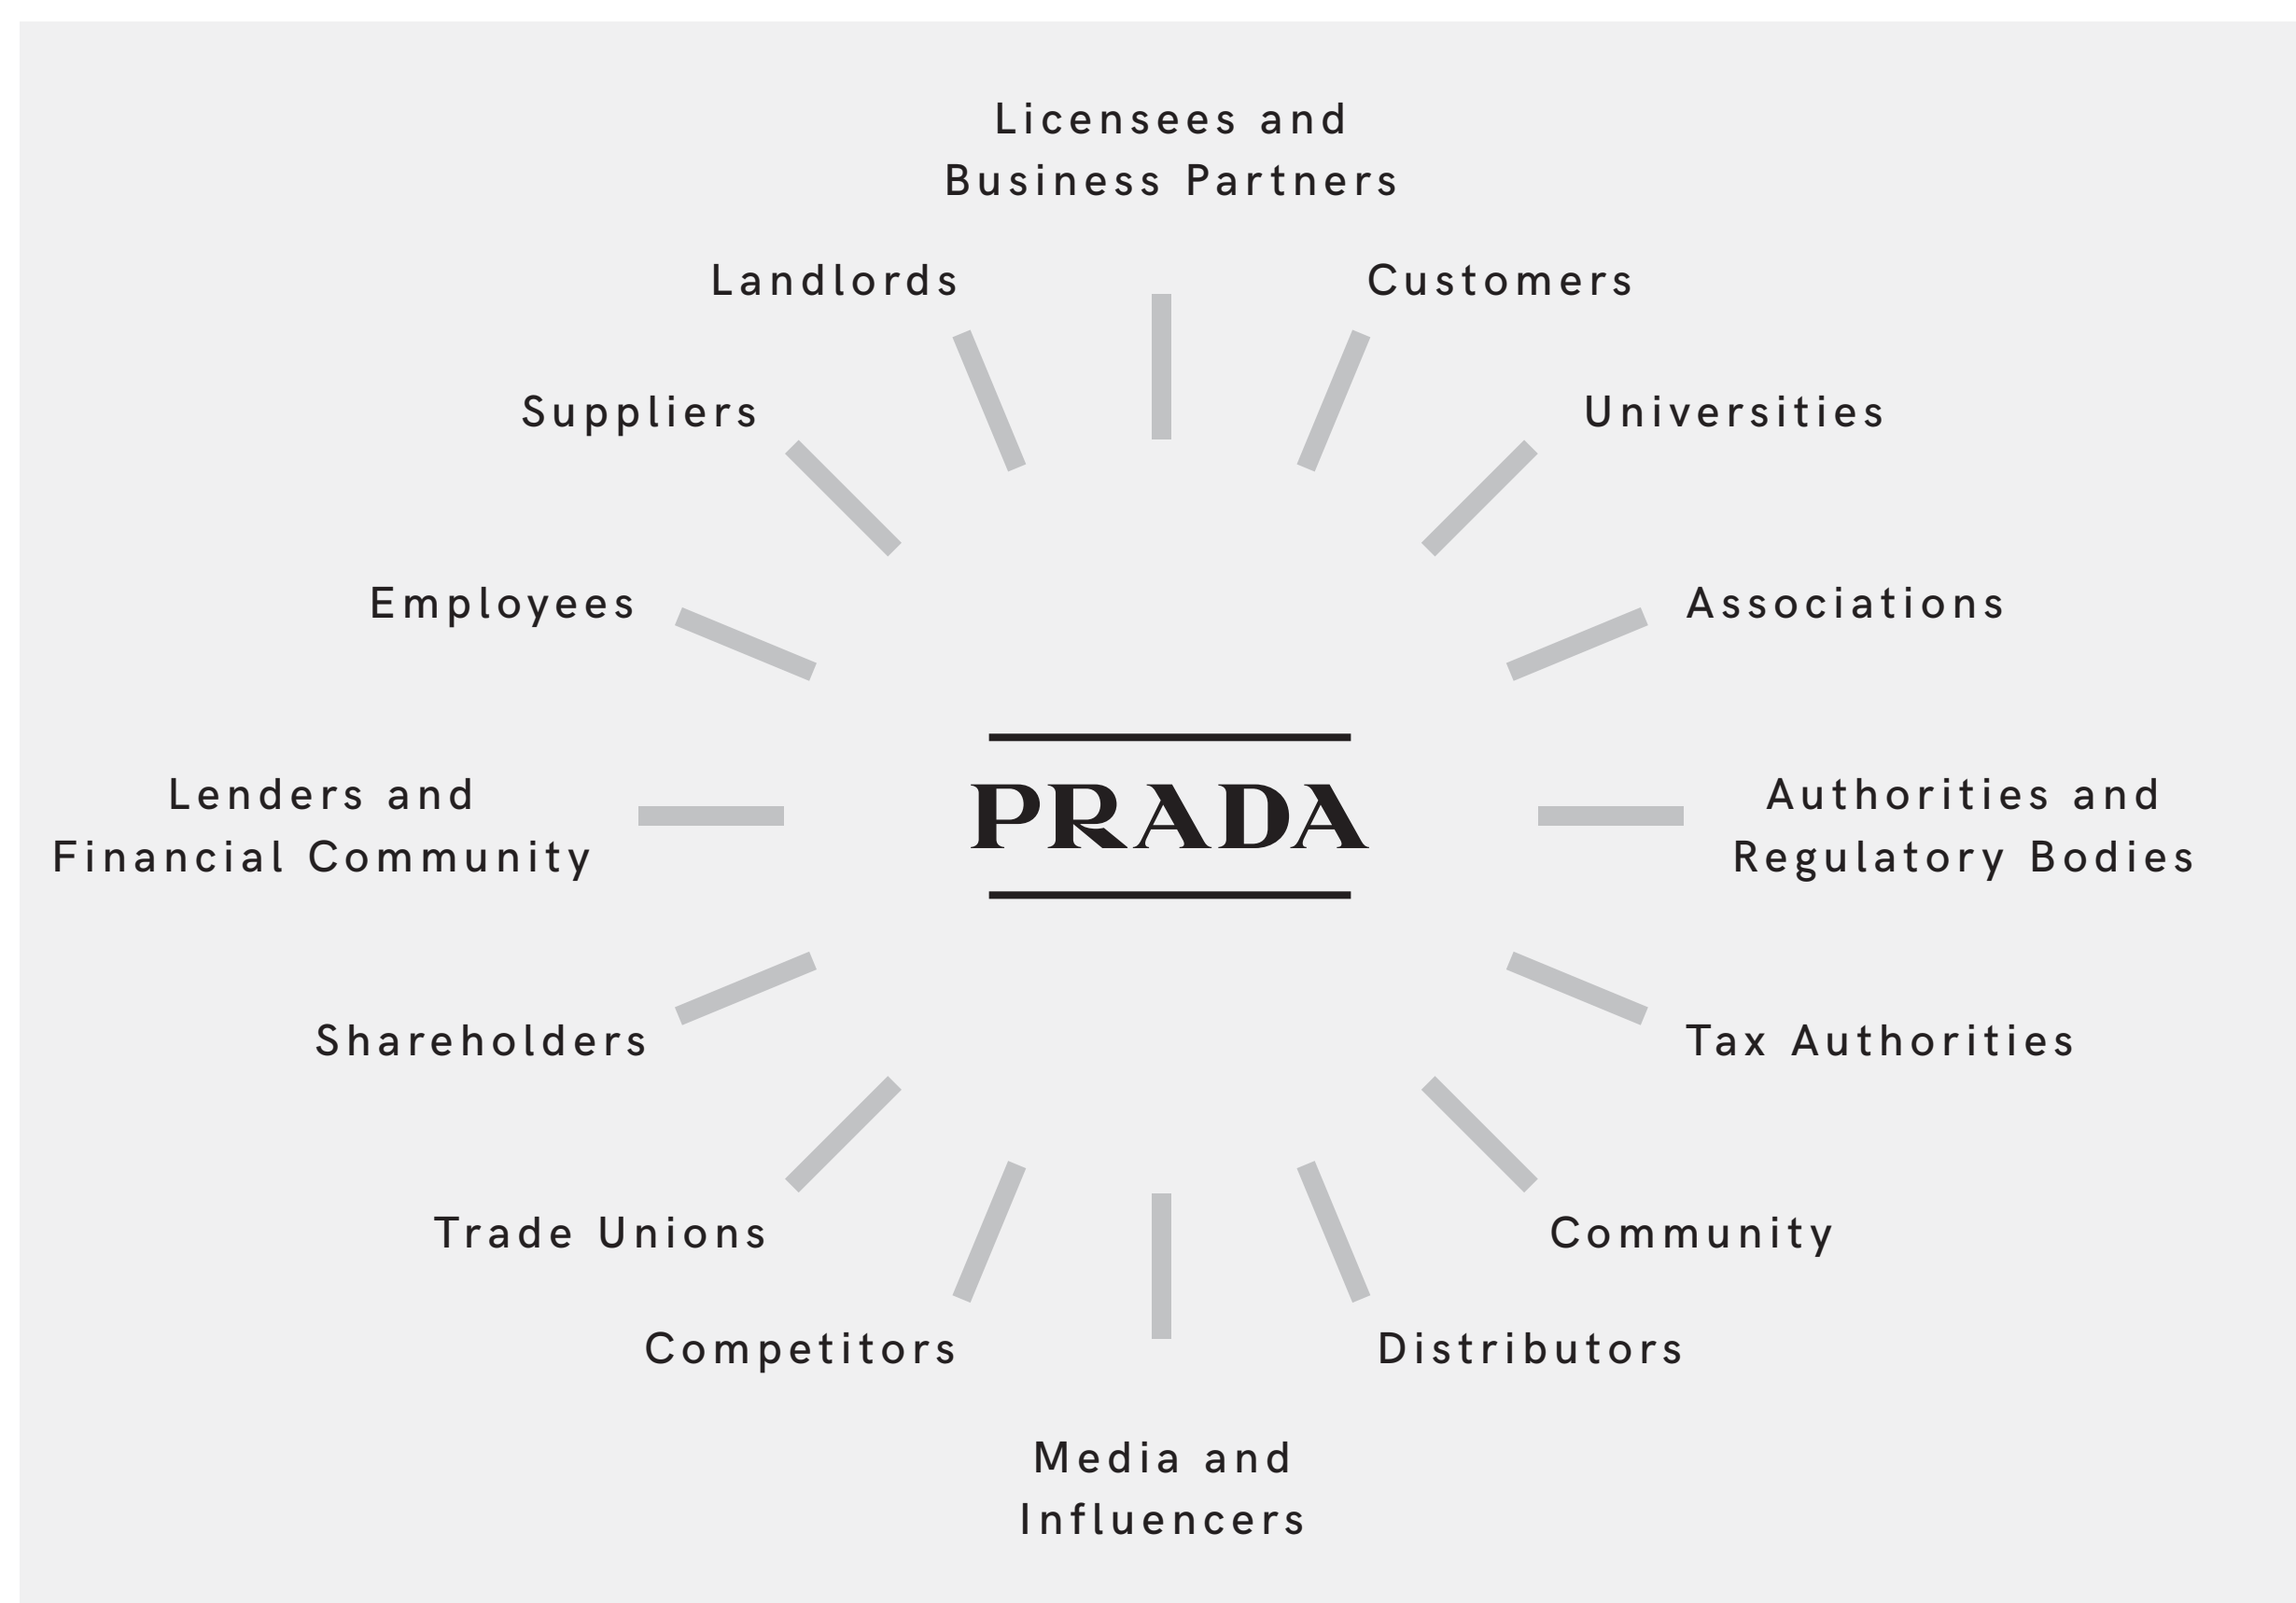 Licensees and
Business Partners
Landlords
Customers
Suppliers
Universities
Employees
Associations
Lenders and
Financial Community
PRADA
Authorities and
Regulatory Bodies
Shareholders
Tax Authorities
Trade Unions
Community
Competitors
Distributors
Media and
Influencers